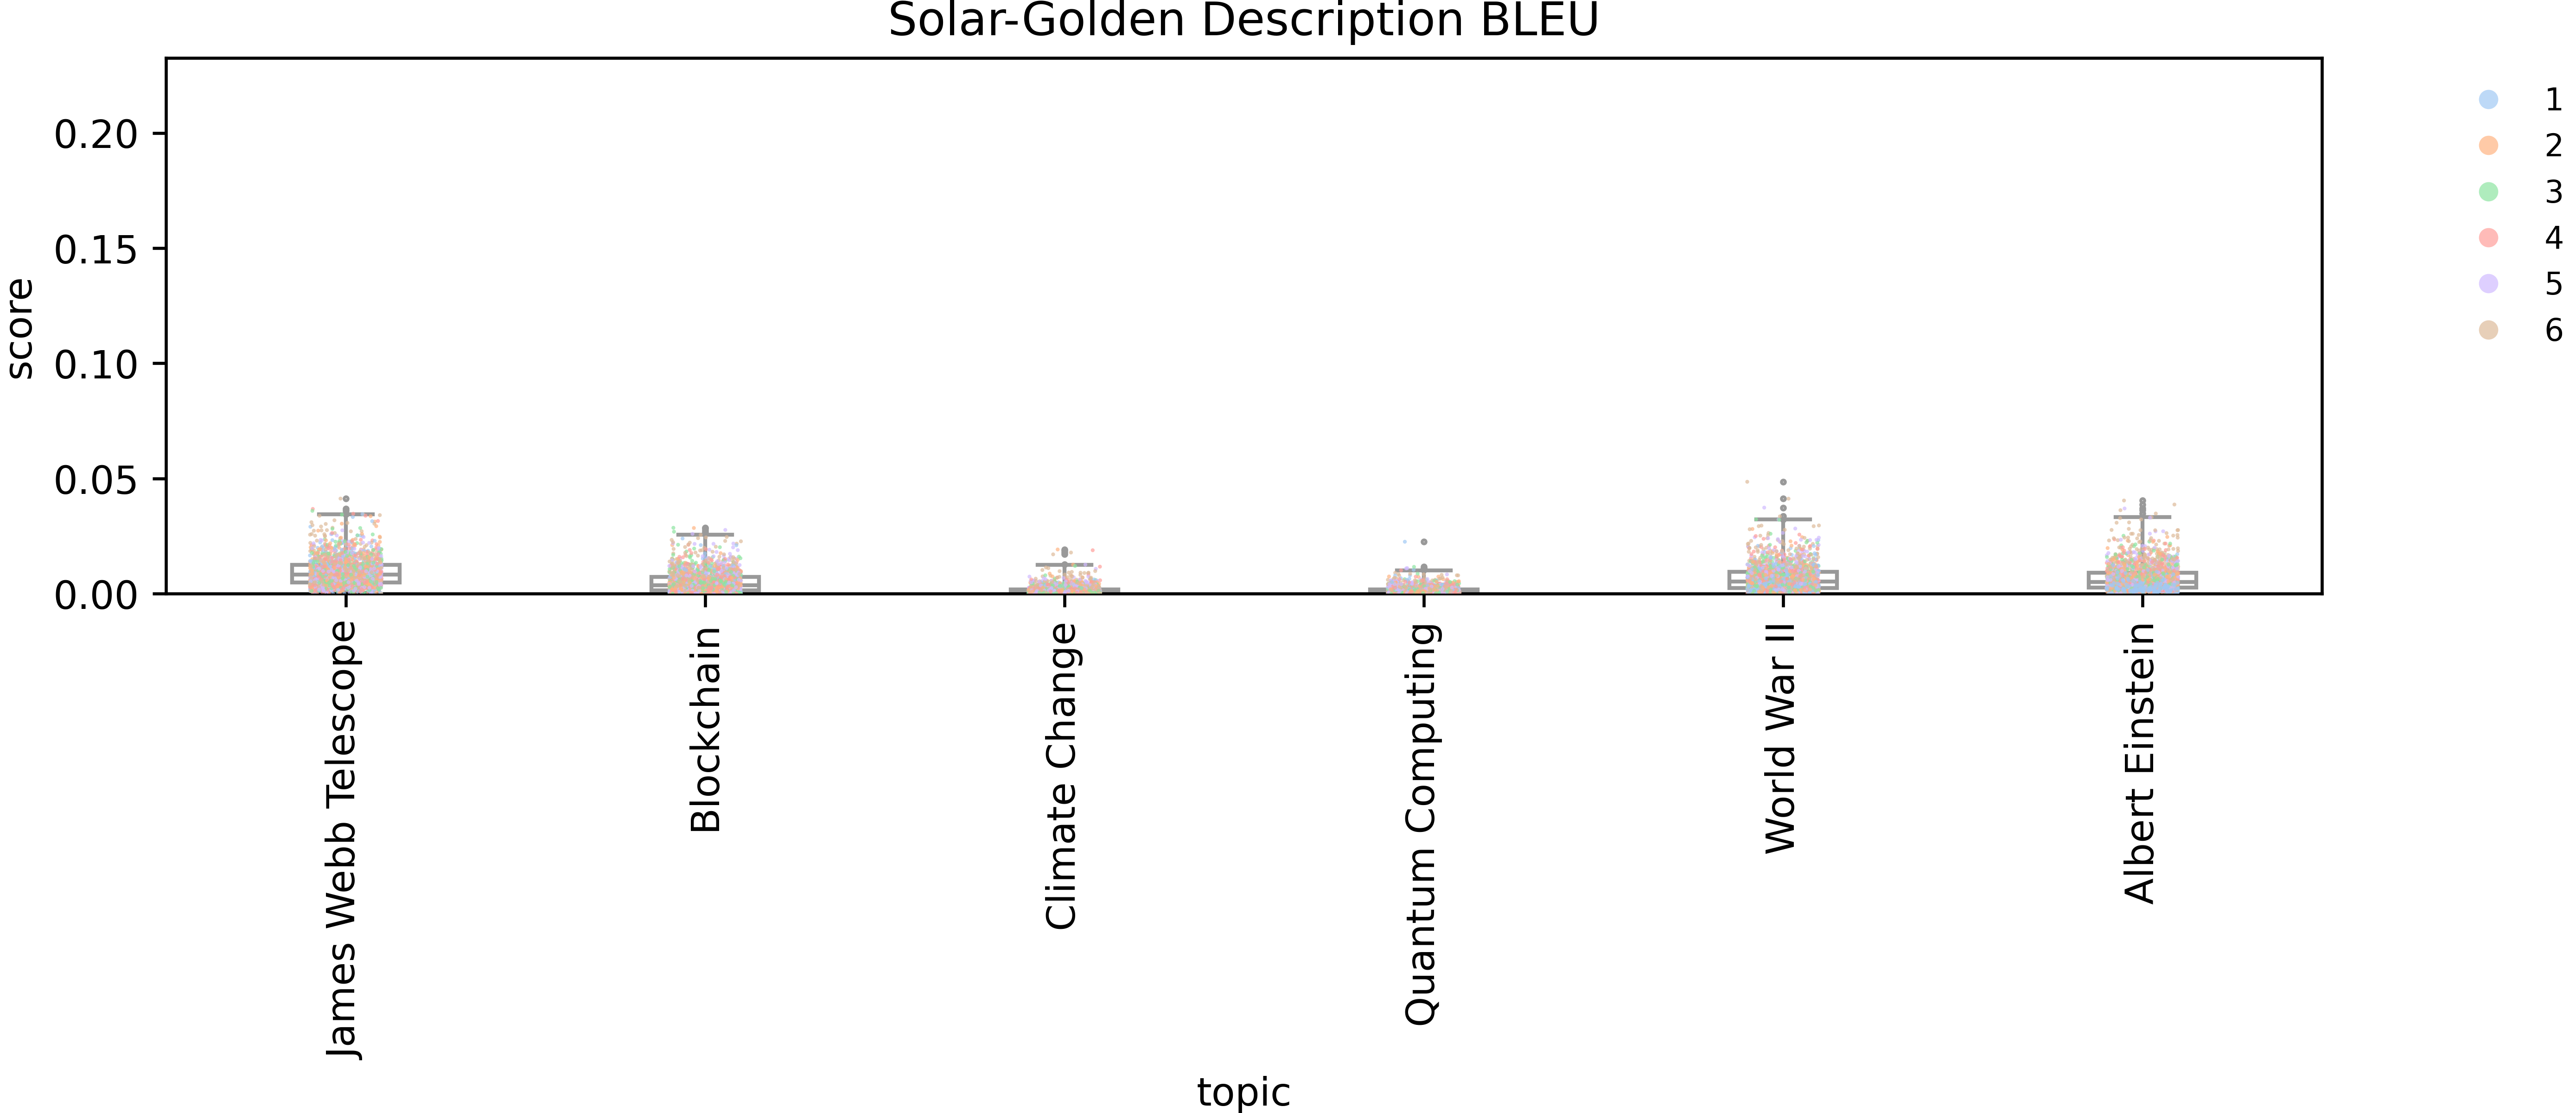 Solar-Golden Description BLEU
score
0.20
0.15
0.10
0.05
0.00
James Webb Telescope
Blockchain
Climate Change
Quantum Computing
World War II
Albert Einstein
topic
1
2
3
4
5
6